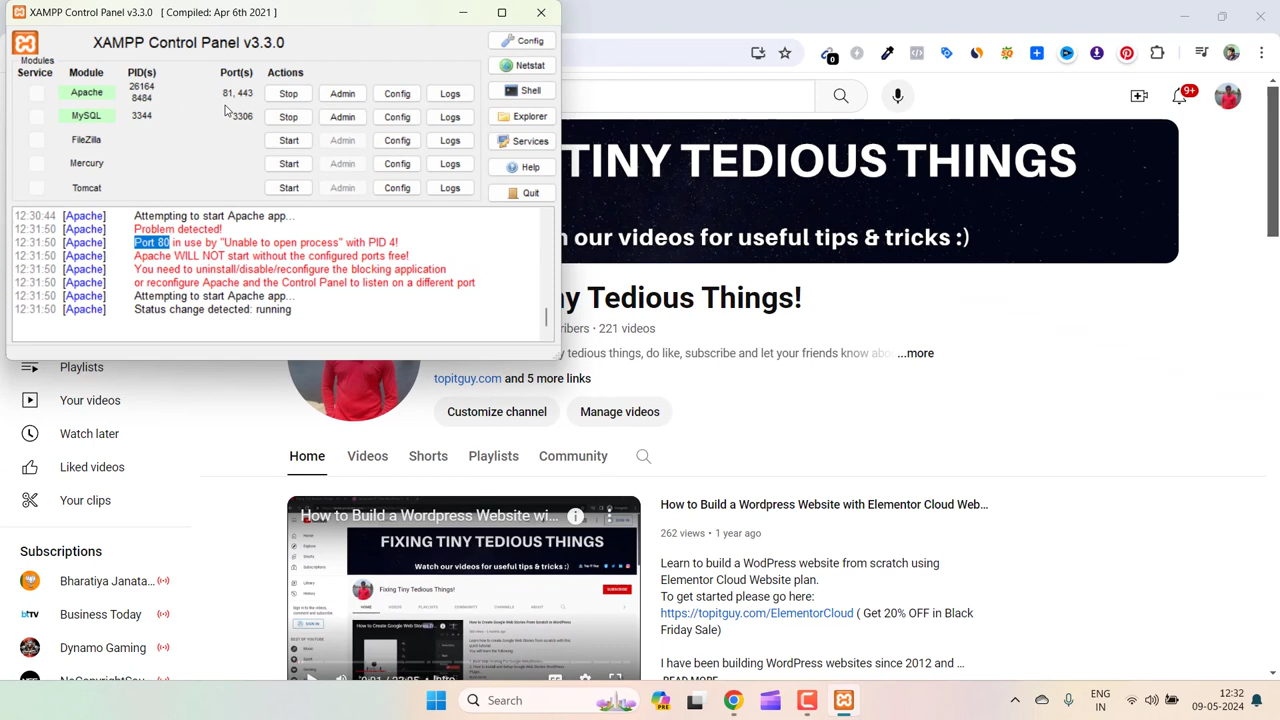 XAMPP Control Panel v3.3.0 [ Compiled: Apr 6th 2021 ]
XAMPP Control Panel v3.3.0
Modules
Service Module PID(s) Port(s) Actions
Apache 26164 8484 81, 443 Stop Admin Config Logs
MySQL 3344 3306 Stop Admin Config Logs
FileZilla Start Admin Config Logs
Mercury Start Admin Config Logs
Tomcat Start Admin Config Logs
Config
Netstat
Shell
Explorer
Services
Help
Quit
12:30:44 [Apache] Attempting to start Apache app...
12:31:50 [Apache] Problem detected!
12:31:50 [Apache] Port 80 in use by "Unable to open process" with PID 4!
12:31:50 [Apache] Apache WILL NOT start without the configured ports free!
12:31:50 [Apache] You need to uninstall/disable/reconfigure the blocking application
12:31:50 [Apache] or reconfigure Apache and the Control Panel to listen on a different port
12:31:50 [Apache] Attempting to start Apache app...
12:31:50 [Apache] Status change detected: running
0
9+
TINY TEDIOUS THINGS
our videos for useful tips & tricks :)
Tiny Tedious Things!
221 videos
tiny tedious things, do like, subscribe and let your friends know abou ...more
topitguy.com and 5 more links
Customize channel Manage videos
Playlists
Your videos
Watch later
Liked videos
Your clips
Subscriptions
Bharatiya Janata...
Business Today
Dynamo Gaming
Home Videos Shorts Playlists Community
How to Build a Wordpress Website wi...
FIXING TINY TEDIOUS THINGS
Watch our videos for useful tips & tricks :)
Fixing Tiny Tedious Things!
SUBSCRIBE
How to Build a Wordpress Website with Elementor Cloud Web...
262 views • 1 year ago
Learn to build a WodPress website from scratch using
Elementor Cloud Website plan.
To get started please go here:
https://topitguy.com/ElementorCloud ( Get 20% OFF in Black
Friday Sale)
I have been building WordPress websites since 2012 and ...
READ MORE
Search
PRE
ENG
IN
12:32
09-05-2024